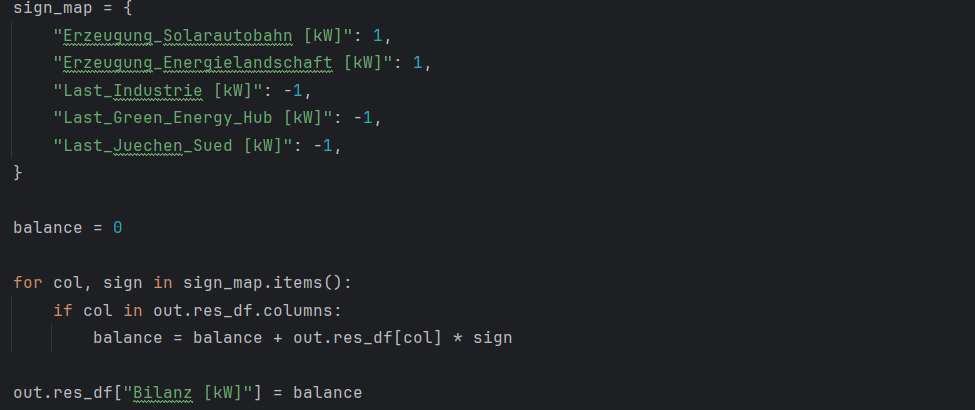 sign_map = {
    "Erzeugung_Solarautobahn [kW]": 1,
    "Erzeugung_Energielandschaft [kW]": 1,
    "Last_Industrie [kW]": -1,
    "Last_Green_Energy_Hub [kW]": -1,
    "Last_Juechen_Sued [kW]": -1,
}
balance = 0
for col, sign in sign_map.items():
    if col in out.res_df.columns:
        balance = balance + out.res_df[col] * sign
out.res_df["Bilanz [kW]"] = balance